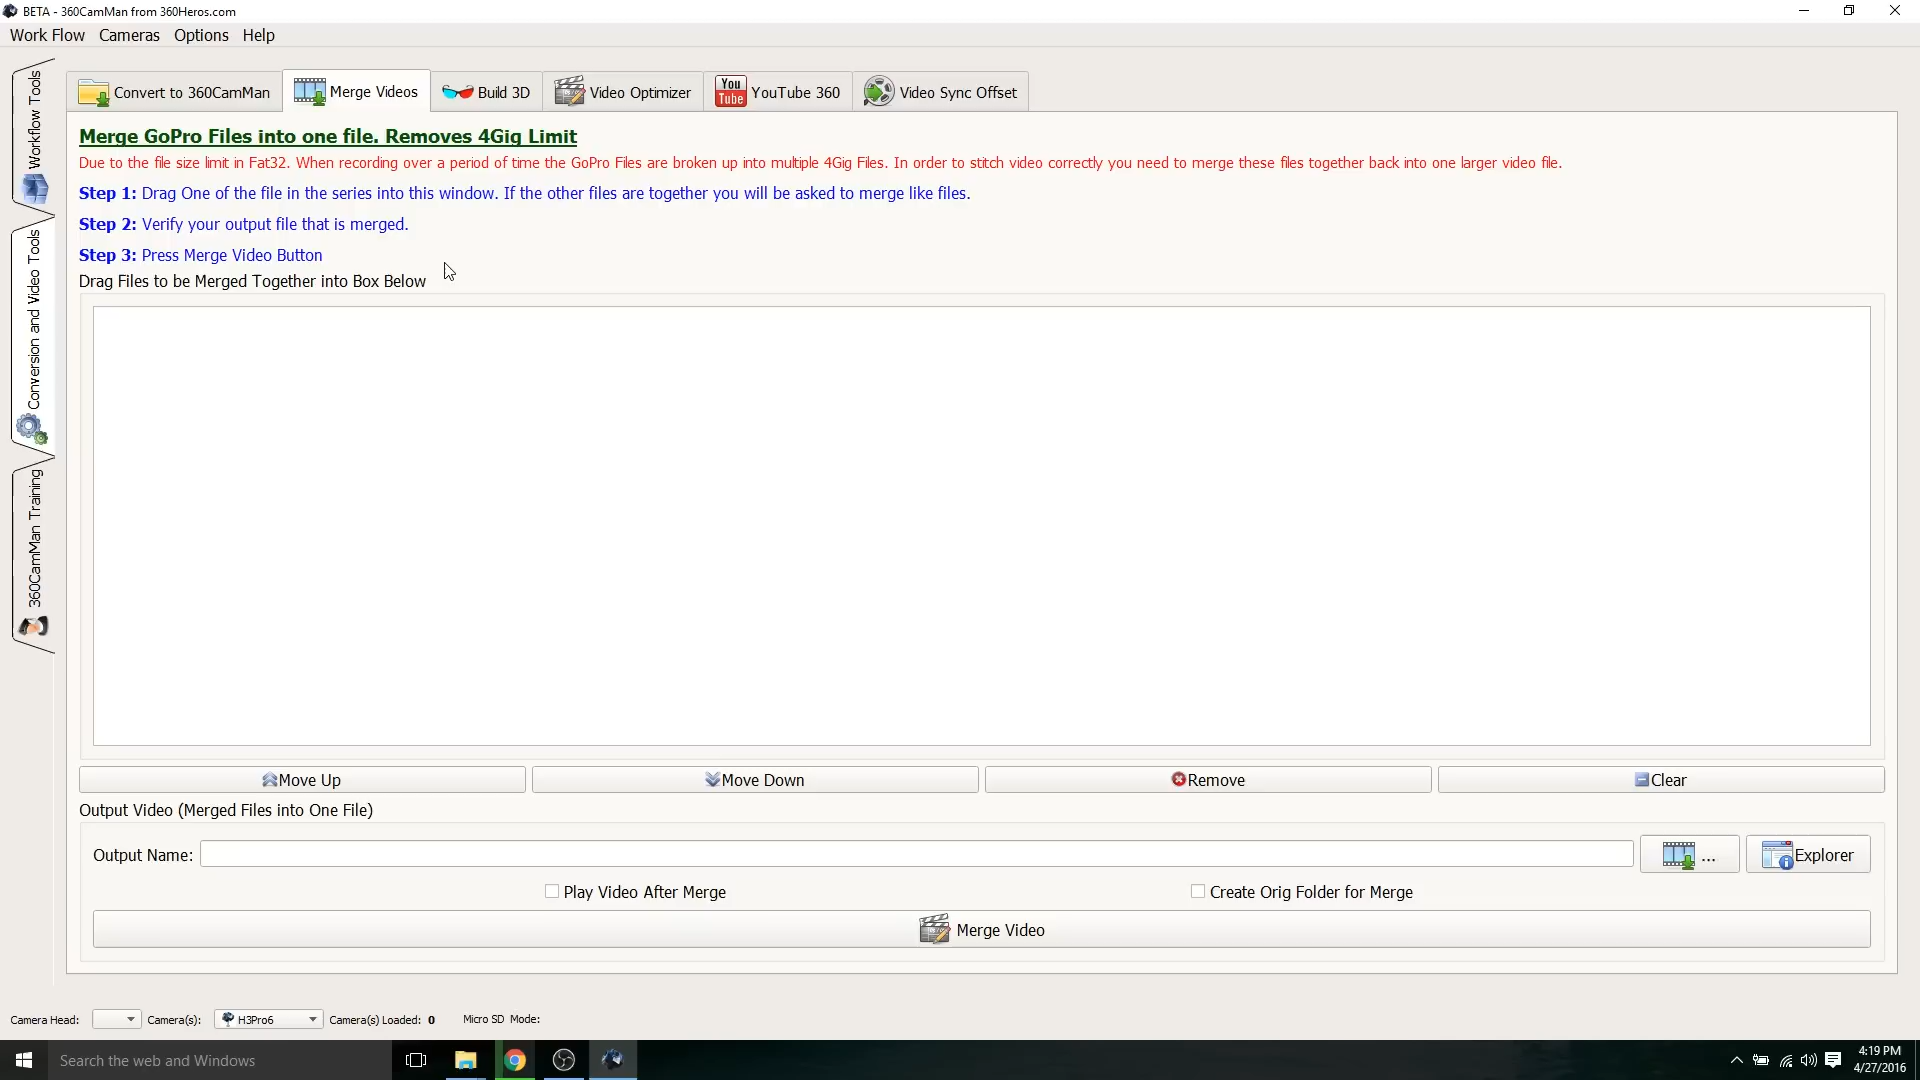 BETA - 360CamMan from 360Heros.com
Work Flow Cameras Options Help
Workflow Tools
Conversion and Video Tools
360CamMan Training
Convert to 360CamMan
Merge Videos
Build 3D
Video Optimizer
You Tube YouTube 360
Video Sync Offset
Merge GoPro Files into one file. Removes 4Gig Limit
Due to the file size limit in Fat32. When recording over a period of time the GoPro Files are broken up into multiple 4Gig Files. In order to stitch video correctly you need to merge these files together back into one larger video file.
Step 1: Drag One of the file in the series into this window. If the other files are together you will be asked to merge like files.
Step 2: Verify your output file that is merged.
Step 3: Press Merge Video Button
Drag Files to be Merged Together into Box Below
Move Up Move Down Remove Clear
Output Video (Merged Files into One File)
Output Name: ... Explorer
Play Video After Merge Create Orig Folder for Merge
Merge Video
Camera Head: Camera(s): H3Pro6 Camera(s) Loaded: 0 Micro SD Mode:
Search the web and Windows
4:19 PM
4/27/2016